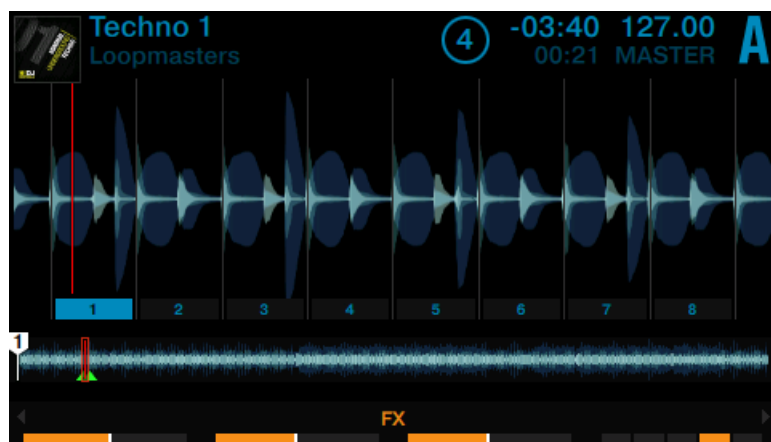 Techno 1
Loopmasters
4
-03:40 127.00
00:21 MASTER
A
1 2 3 4 5 6 7 8
1
FX